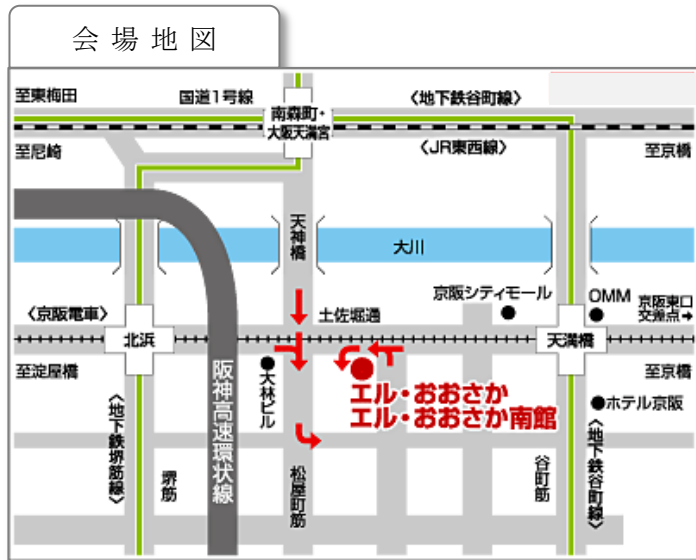 会場地図
至東梅田
国道1号線
南森町・
大阪天満宮
〈地下鉄谷町線〉
至尼崎
〈JR東西線〉
至京橋
天神橋
大川
京阪シティモール
OMM
京阪東口
交差点→
〈京阪電車〉
土佐堀通
北浜
天満橋
至淀屋橋
大林ビル
至京橋
エル・おおさか
エル・おおさか南館
ホテル京阪
阪神高速環状線
〈地下鉄堺筋線〉
堺筋
松屋町筋
谷町筋
〈地下鉄谷町線〉